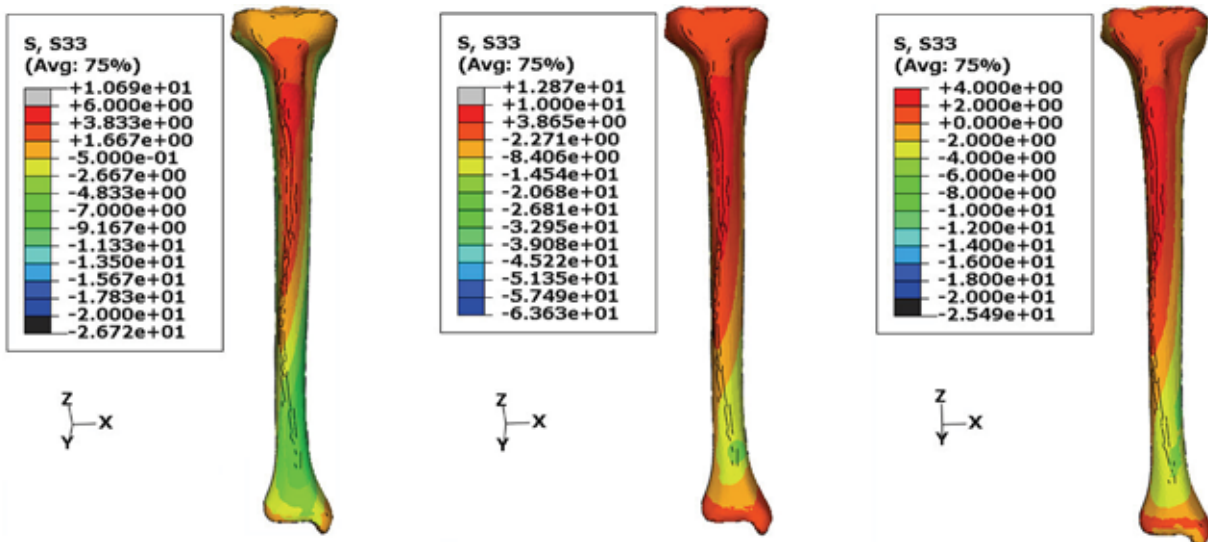 S, S33
(Avg: 75%)
+1.069e+01
+6.000e+00
+3.833e+00
+1.667e+00
-5.000e-01
-2.667e+00
-4.833e+00
-7.000e+00
-9.167e+00
-1.133e+01
-1.350e+01
-1.567e+01
-1.783e+01
-2.000e+01
-2.672e+01
Z
X
Y
S, S33
(Avg: 75%)
+1.287e+01
+1.000e+01
+3.865e+00
-2.271e+00
-8.406e+00
-1.454e+01
-2.068e+01
-2.681e+01
-3.295e+01
-3.908e+01
-4.522e+01
-5.135e+01
-5.749e+01
-6.363e+01
Z
X
Y
S, S33
(Avg: 75%)
+4.000e+00
+2.000e+00
+0.000e+00
-2.000e+00
-4.000e+00
-6.000e+00
-8.000e+00
-1.000e+01
-1.200e+01
-1.400e+01
-1.600e+01
-1.800e+01
-2.000e+01
-2.549e+01
Z
X
Y